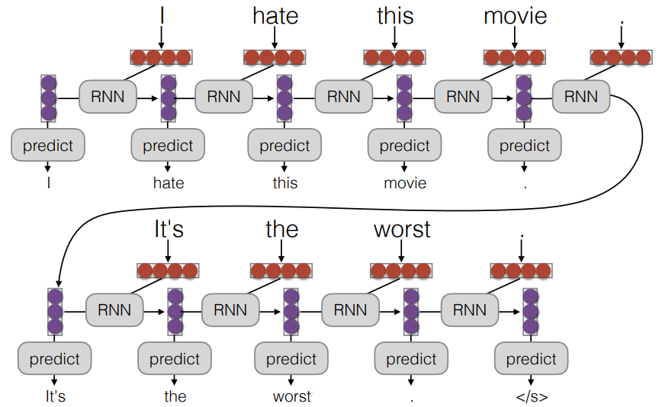 I hate this movie .
RNN RNN RNN RNN RNN
predict predict predict predict predict
I hate this movie .
It's the worst .
RNN RNN RNN RNN
predict predict predict predict predict
It's the worst . </s>